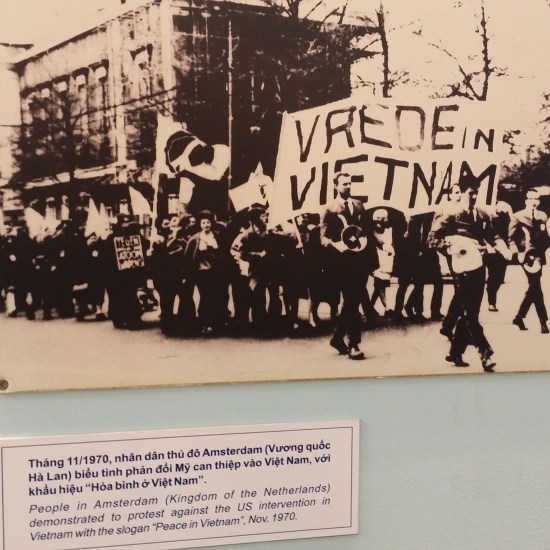 VREDE IN
VIETNAM
Tháng 11/1970, nhân dân thủ đô Amsterdam (Vương quốc
Hà Lan) biểu tình phản đối Mỹ can thiệp vào Việt Nam, với
khẩu hiệu “Hòa bình ở Việt Nam”.
People in Amsterdam (Kingdom of the Netherlands)
demonstrated to protest against the US intervention in
Vietnam with the slogan “Peace in Vietnam”, Nov. 1970.